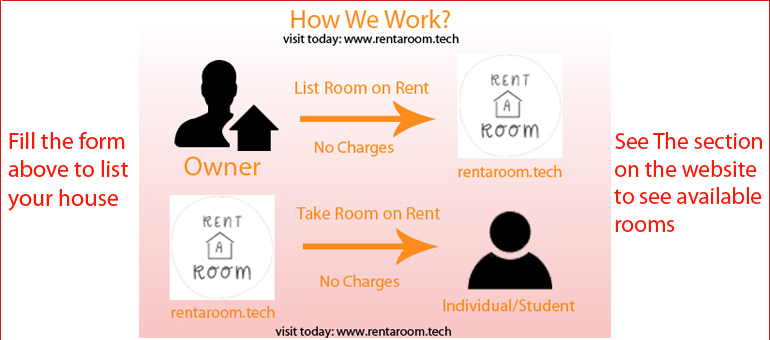 How We Work?
visit today: www.rentaroom.tech
Fill the form
above to list
your house
List Room on Rent
No Charges
Owner
RENT
A
ROOM
rentaroom.tech
See The section
on the website
to see available
rooms
RENT
A
ROOM
rentaroom.tech
Take Room on Rent
No Charges
Individual/Student
visit today: www.rentaroom.tech